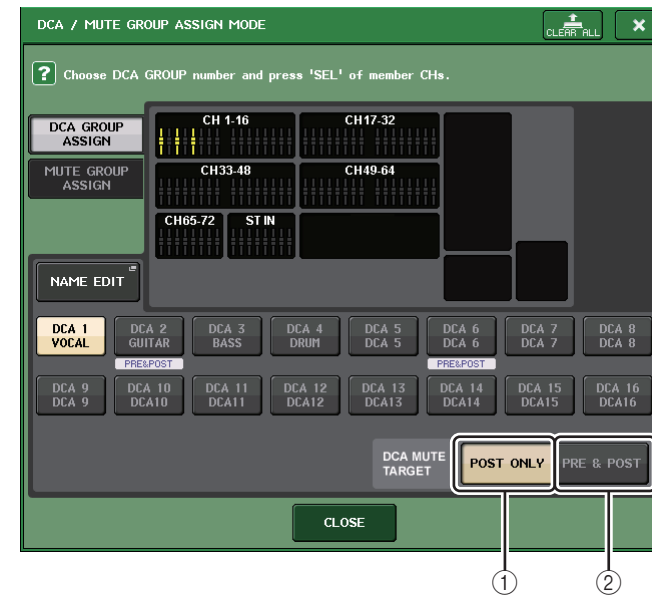 DCA / MUTE GROUP ASSIGN MODE
CLEAR ALL
×
? Choose DCA GROUP number and press 'SEL' of member CHs.
DCA GROUP
ASSIGN
MUTE GROUP
ASSIGN
CH 1-16
CH17-32
CH33-48
CH49-64
CH65-72
ST IN
NAME EDIT
DCA 1
VOCAL
DCA 2
GUITAR
DCA 3
BASS
DCA 4
DRUM
DCA 5
DCA 5
DCA 6
DCA 6
DCA 7
DCA 7
DCA 8
DCA 8
PRE&POST
PRE&POST
DCA 9
DCA 9
DCA 10
DCA10
DCA 11
DCA11
DCA 12
DCA12
DCA 13
DCA13
DCA 14
DCA14
DCA 15
DCA15
DCA 16
DCA16
DCA MUTE
TARGET
POST ONLY
PRE & POST
CLOSE
①
②